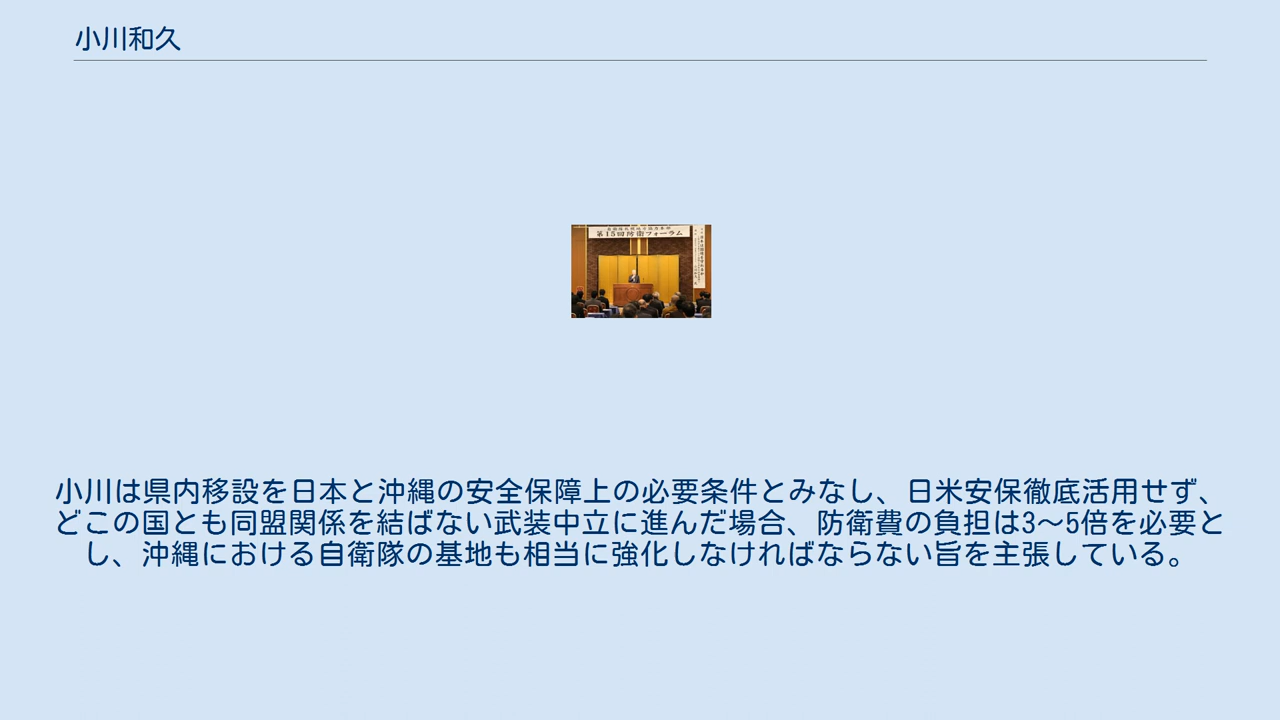 小川和久
第15回防衛フォーラム
小川は県内移設を日本と沖縄の安全保障上の必要条件とみなし、日米安保徹底活用せず、
どこの国とも同盟関係を結ばない武装中立に進んだ場合、防衛費の負担は3～5倍を必要と
し、沖縄における自衛隊の基地も相当に強化しなければならない旨を主張している。